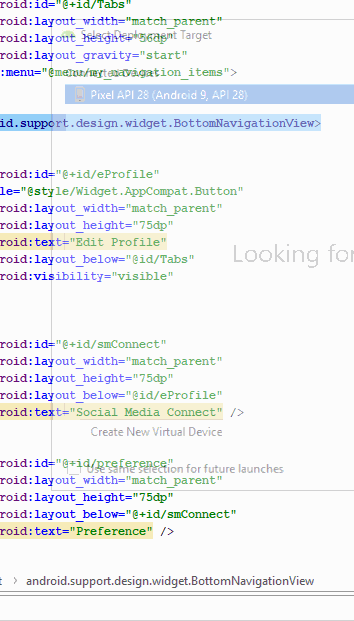 roid:id="@+id/Tabs"
roid:layout_width="match_parent"
Select Deployment Target
roid:layout_height="50dp"
roid:layout_gravity="start"
:menu="@menu/my_navigation_items">
Connected Devices
Pixel API 28 (Android 9, API 28)
id.support.design.widget.BottomNavigationView>
roid:id="@+id/eProfile"
le="@style/Widget.AppCompat.Button"
roid:layout_width="match_parent"
roid:layout_height="75dp"
roid:text="Edit Profile"
Looking for
roid:layout_below="@id/Tabs"
roid:visibility="visible"
roid:id="@+id/smConnect"
roid:layout_width="match_parent"
roid:layout_height="75dp"
roid:layout_below="@id/eProfile"
roid:text="Social Media Connect" />
Create New Virtual Device
roid:id="@+id/preference"
Use same selection for future launches
roid:layout_width="match_parent"
roid:layout_height="75dp"
roid:layout_below="@+id/smConnect"
roid:text="Preference" />
t › android.support.design.widget.BottomNavigationView